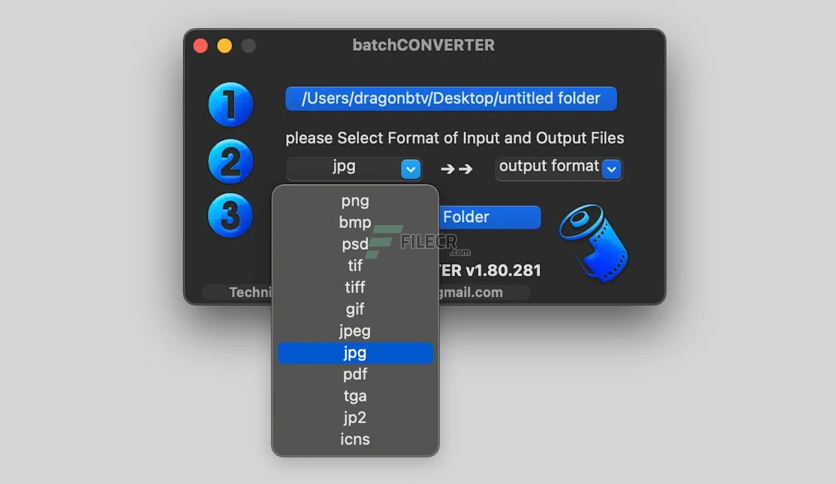 batchCONVERTER
1
/Users/dragonbtv/Desktop/untitled folder
please Select Format of Input and Output Files
2
jpg
➔➔
output format
3
Folder
TER v1.80.281
Techni
gmail.com
png
bmp
psd
tif
tiff
gif
jpeg
jpg
pdf
tga
jp2
icns
FILECR
.com